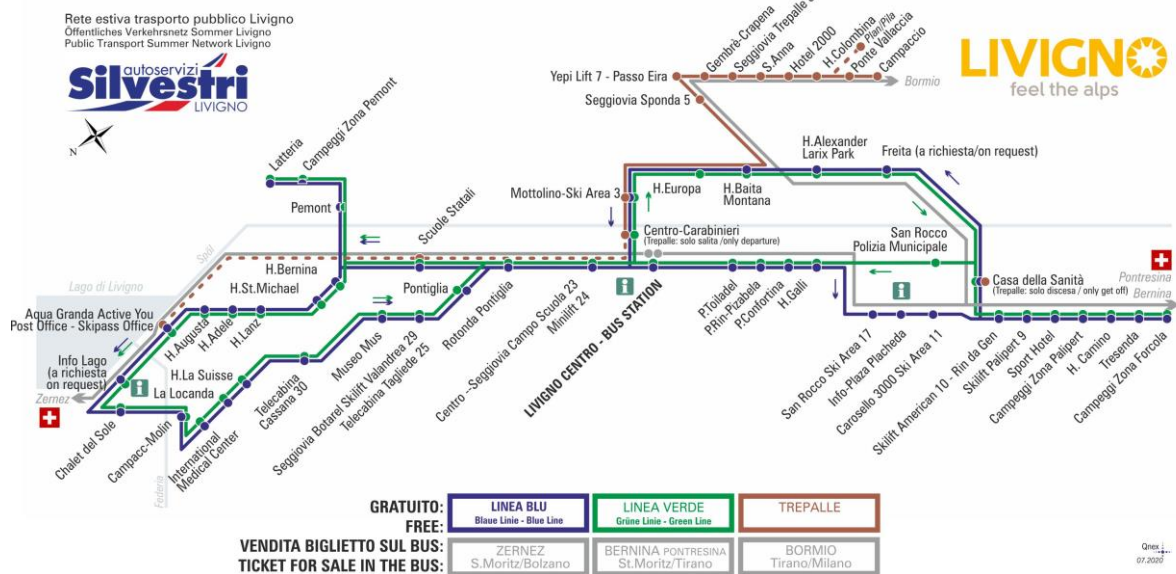 Rete estiva trasporto pubblico Livigno
Öffentliches Verkehrsnetz Sommer Livigno
Public Transport Summer Network Livigno
autoservizi
Silvestri
LIVIGNO
N
LIVIGNO
feel the alps
Gembrè-Crapena
Seggiovia Trepalle
S.Anna
Hotel 2000
H.Colombina
Plan/Pila
Ponte Vallaccia
Campaccio
Yepi Lift 7 - Passo Eira
Bormio
Seggiovia Sponda 5
Latteria
Campeggi Zona Pemont
Pemont
Mottolino-Ski Area 3
H.Europa
H.Baita
Montana
H.Alexander
Larix Park
Freita (a richiesta/on request)
Scuole Statali
Centro-Carabinieri
(Trepalle: solo salita /only departure)
San Rocco
Polizia Municipale
Spöl
Lago di Livigno
H.Bernina
H.St.Michael
Pontiglia
Casa della Sanità
(Trepalle: solo discesa / only get off)
Pontresina
Bernina
Aqua Granda Active You
Post Office - Skipass Office
H.Augusta
H.Adele
H.Lanz
Info Lago
(a richiesta
on request)
Zernez
H.La Suisse
La Locanda
Chalet del Sole
Campacc-Molin
Federia
International
Medical Center
Telecabina
Cassana 30
Museo Mus
Seggiovia Botarel Skilift Valandrea 29
Telecabina Tagliede 25
Rotonda Pontiglia
Centro -Seggiovia Campo Scuola 23
Minilift 24
LIVIGNO CENTRO - BUS STATION
P.Toiladel
P.Rin-Pzabela
P.Confortina
H.Galli
San Rocco Ski Area 17
Info-Plaza Placheda
Carosello 3000 Ski Area 11
Skilift American 10 - Rin da Geri
Skilift Palipert 9
Sport Hotel
Campeggi Zona Palipert
H. Camino
Tresenda
Campeggi Zona Forcola
GRATUITO:
FREE:
LINEA BLU
Blaue Linie - Blue Line
LINEA VERDE
Grüne Linie - Green Line
TREPALLE
VENDITA BIGLIETTO SUL BUS:
TICKET FOR SALE IN THE BUS:
ZERNEZ
S.Moritz/Bolzano
BERNINA PONTRESINA
St.Moritz/Tirano
BORMIO
Tirano/Milano
Qnex
07.2020